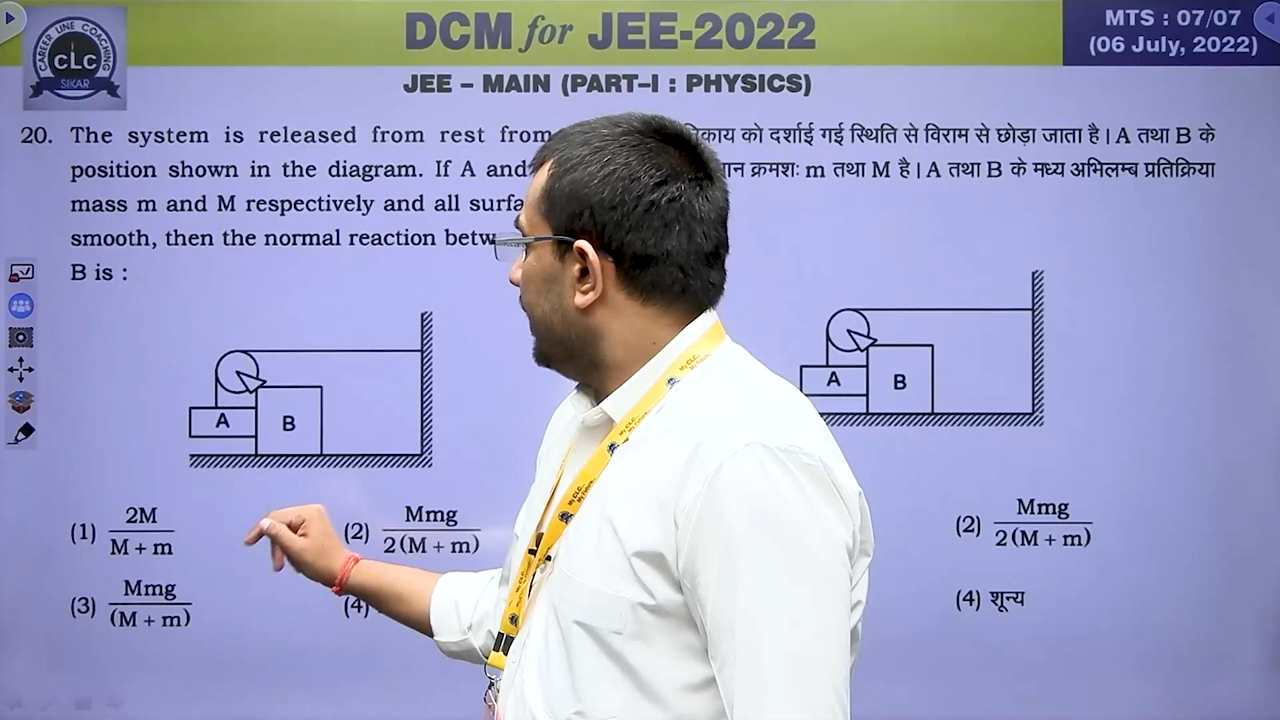 DCM for JEE-2022
MTS : 07/07
(06 July, 2022)
CAREER LINE COACHING
CLC
SIKAR
JEE – MAIN (PART–I : PHYSICS)
20. The system is released from rest from
position shown in the diagram. If A and
mass m and M respectively and all
smooth, then the normal reaction
B is :
A
B
(1) 2M / M + m
(2) Mmg / 2(M + m)
(3) Mmg / (M + m)
(4)
को दर्शाई गई स्थिति से विराम से छोड़ा जाता है। A तथा B के
क्रमशः m तथा M है। A तथा B के मध्य अभिलम्ब प्रतिक्रिया
A
B
(2) Mmg / 2(M + m)
(4) शून्य
My CLC..